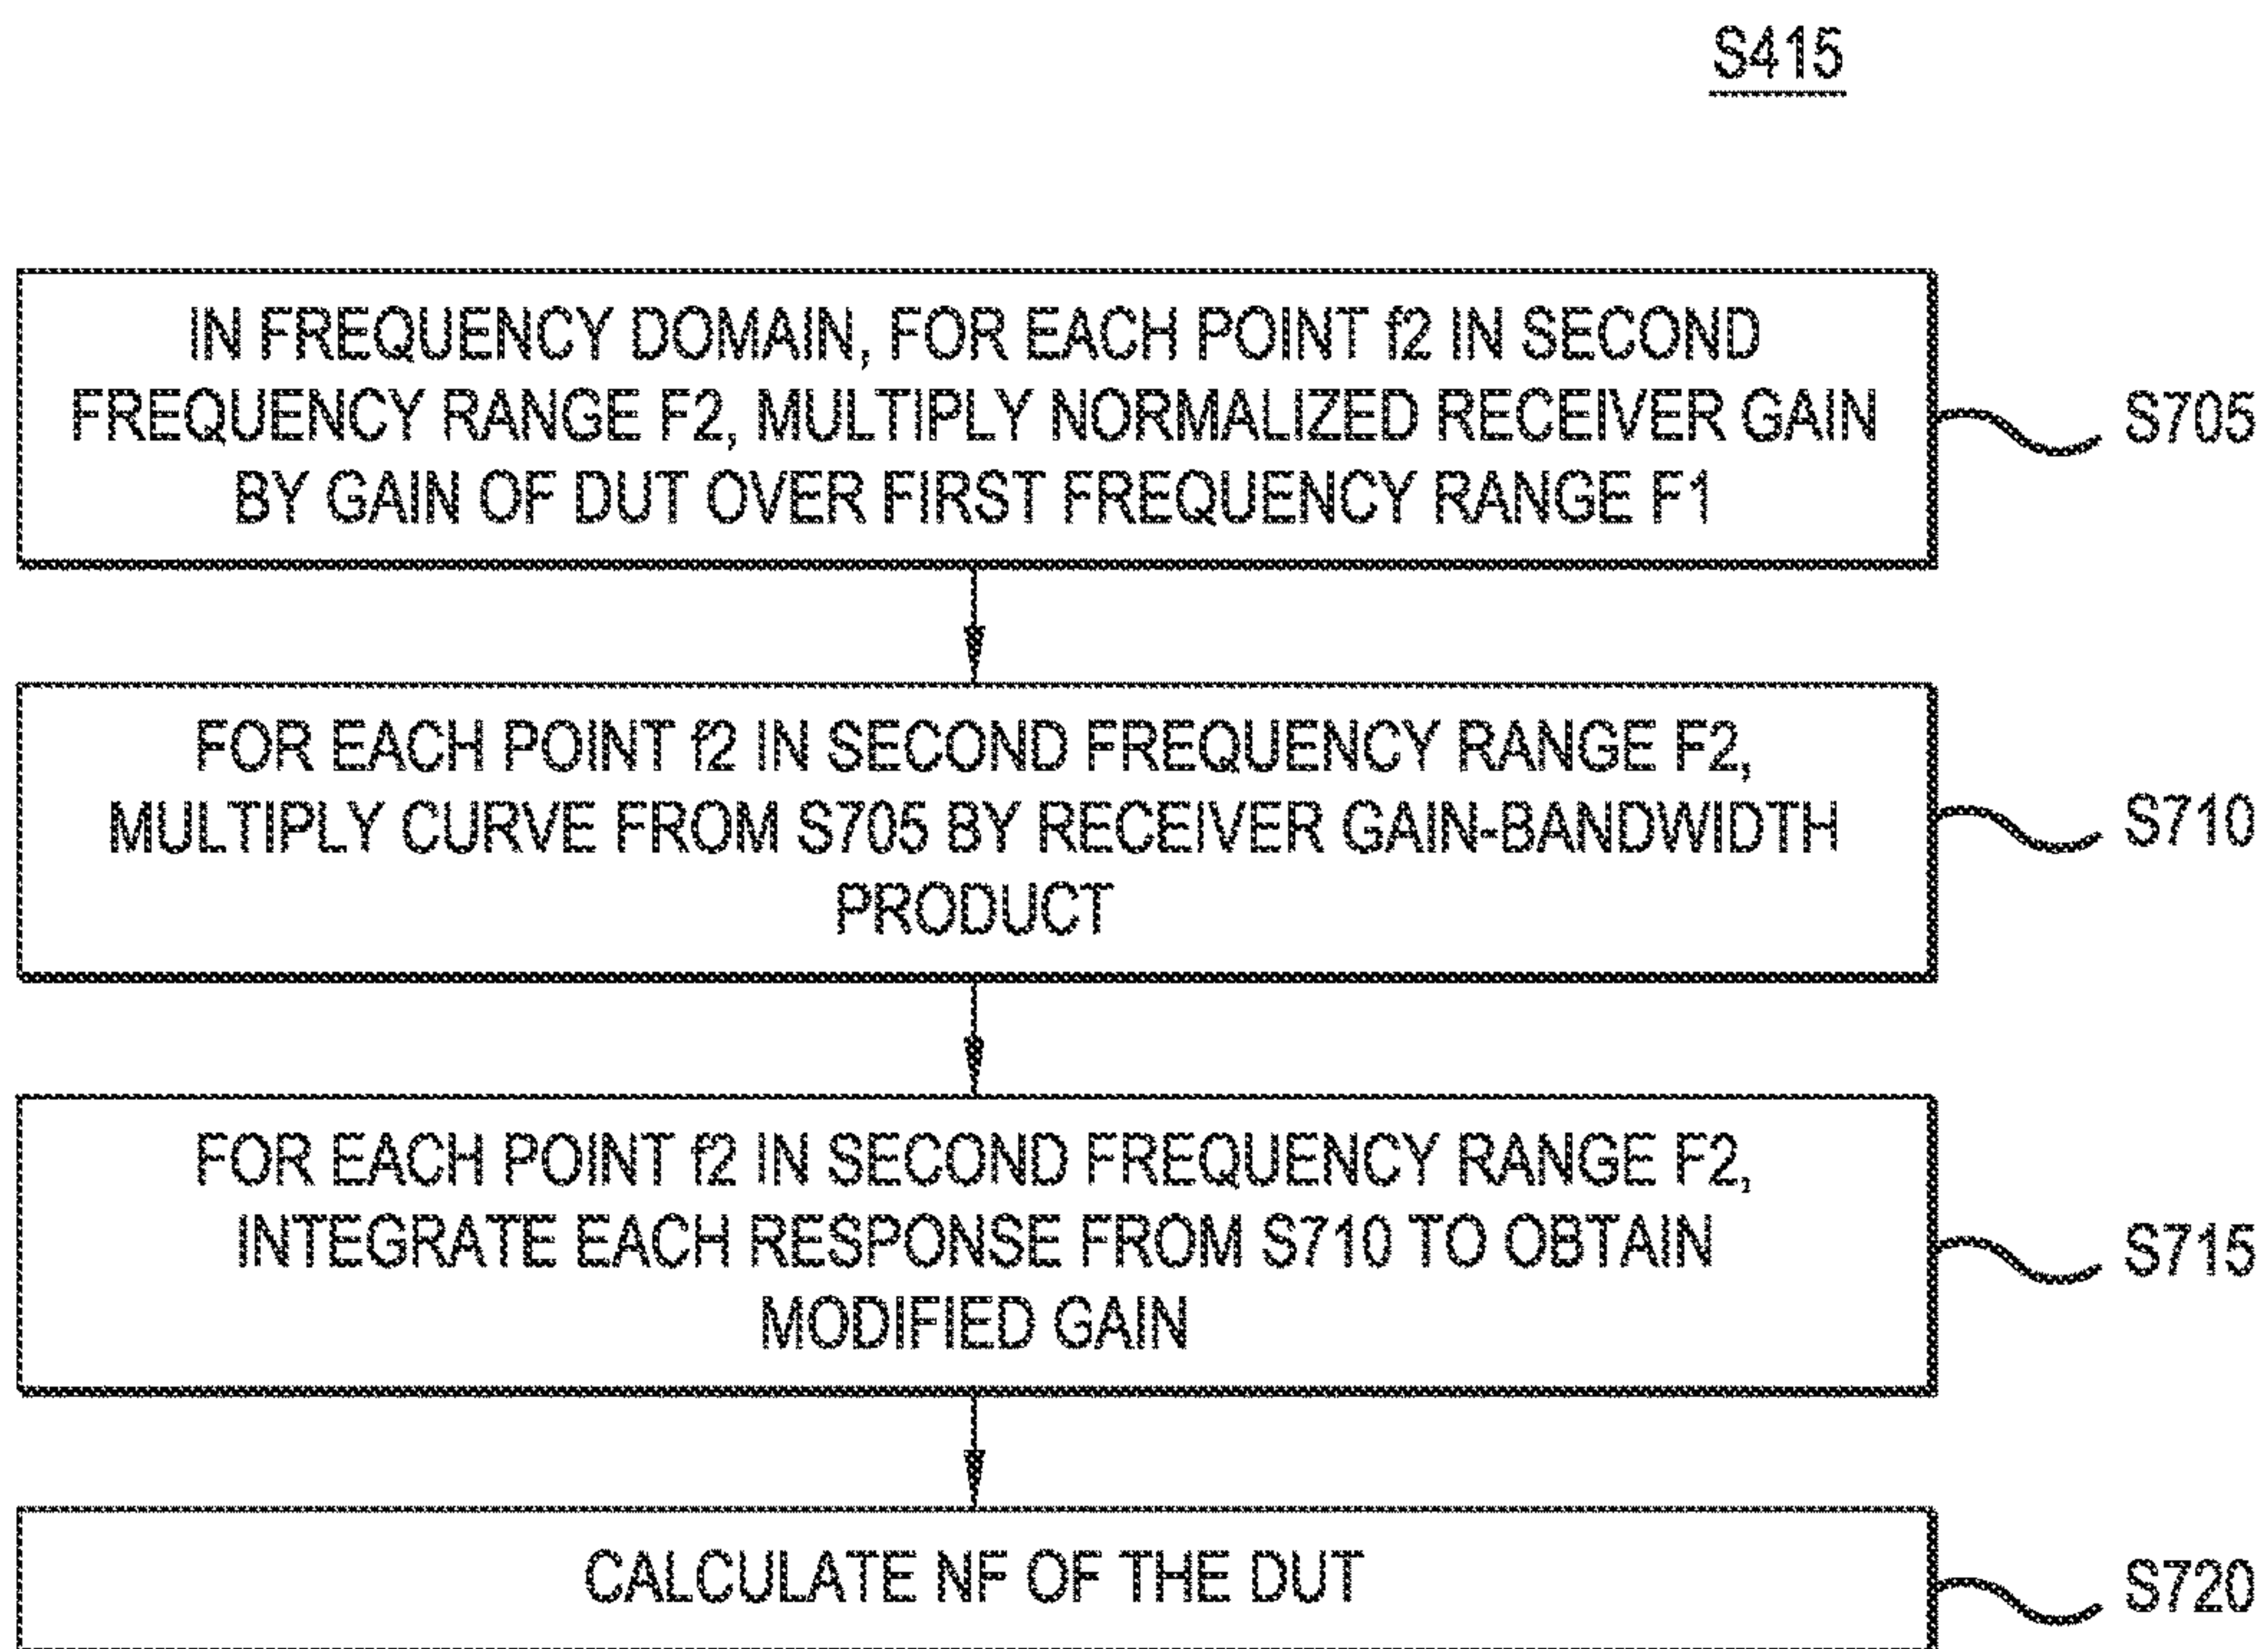 S415
IN FREQUENCY DOMAIN, FOR EACH POINT f2 IN SECOND
FREQUENCY RANGE F2, MULTIPLY NORMALIZED RECEIVER GAIN
BY GAIN OF DUT OVER FIRST FREQUENCY RANGE F1
S705
FOR EACH POINT f2 IN SECOND FREQUENCY RANGE F2,
MULTIPLY CURVE FROM S705 BY RECEIVER GAIN-BANDWIDTH
PRODUCT
S710
FOR EACH POINT f2 IN SECOND FREQUENCY RANGE F2,
INTEGRATE EACH RESPONSE FROM S710 TO OBTAIN
MODIFIED GAIN
S715
CALCULATE NF OF THE DUT
S720